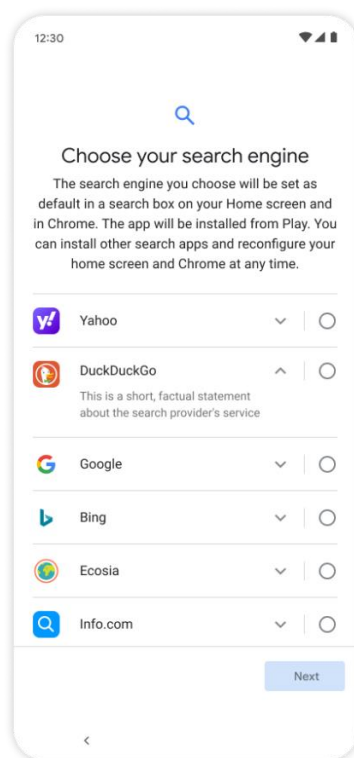 12:30
Choose your search engine
The search engine you choose will be set as
default in a search box on your Home screen and
in Chrome. The app will be installed from Play. You
can install other search apps and reconfigure your
home screen and Chrome at any time.
y!
Yahoo
DuckDuckGo
This is a short, factual statement
about the search provider's service
G
Google
b
Bing
Ecosia
Info.com
Next